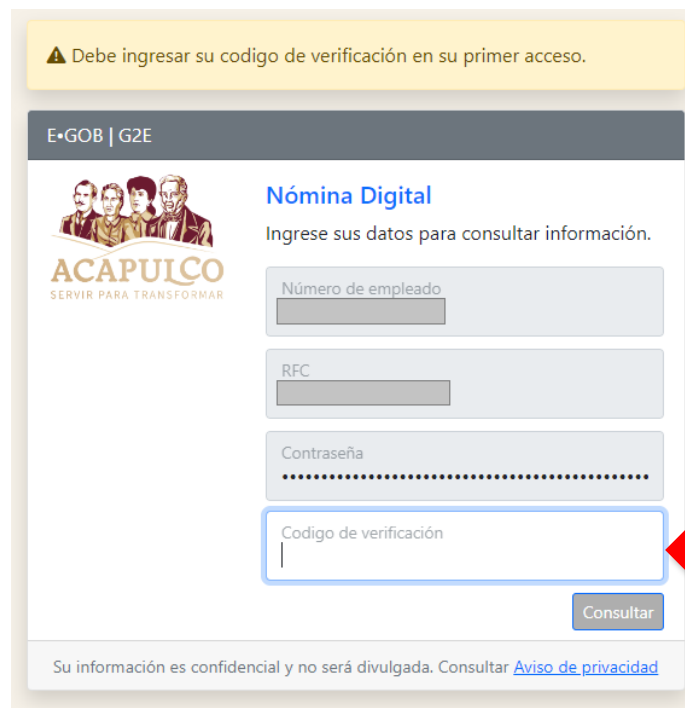 Debe ingresar su codigo de verificación en su primer acceso.
E•GOB | G2E
ACAPULCO
SERVIR PARA TRANSFORMAR
Nómina Digital
Ingrese sus datos para consultar información.
Número de empleado
RFC
Contraseña
Codigo de verificación
Consultar
Su información es confidencial y no será divulgada. Consultar Aviso de privacidad